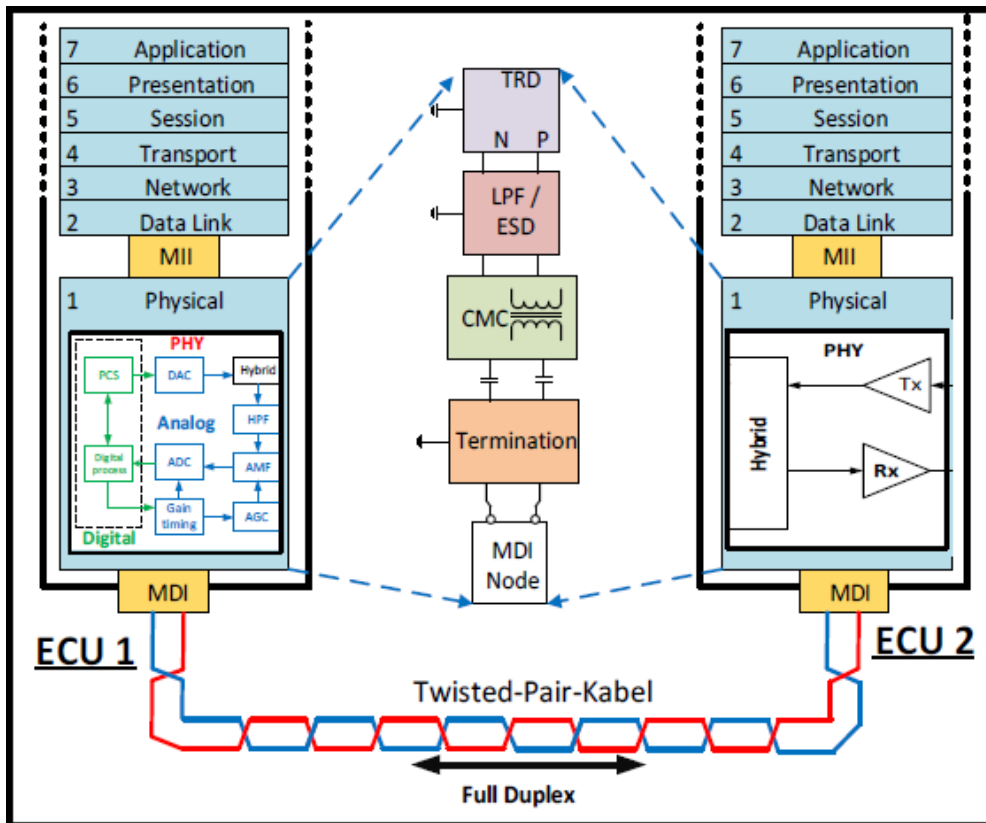 7 Application
6 Presentation
5 Session
4 Transport
3 Network
2 Data Link
MII
1 Physical
PHY
PCS
DAC
Hybrid
Analog
HPF
Digital
process
ADC
AMF
Gain
timing
AGC
Digital
MDI
ECU 1
TRD
N P
LPF /
ESD
CMC
Termination
MDI
Node
7 Application
6 Presentation
5 Session
4 Transport
3 Network
2 Data Link
MII
1 Physical
PHY
Hybrid
Tx
Rx
MDI
ECU 2
Twisted-Pair-Kabel
Full Duplex